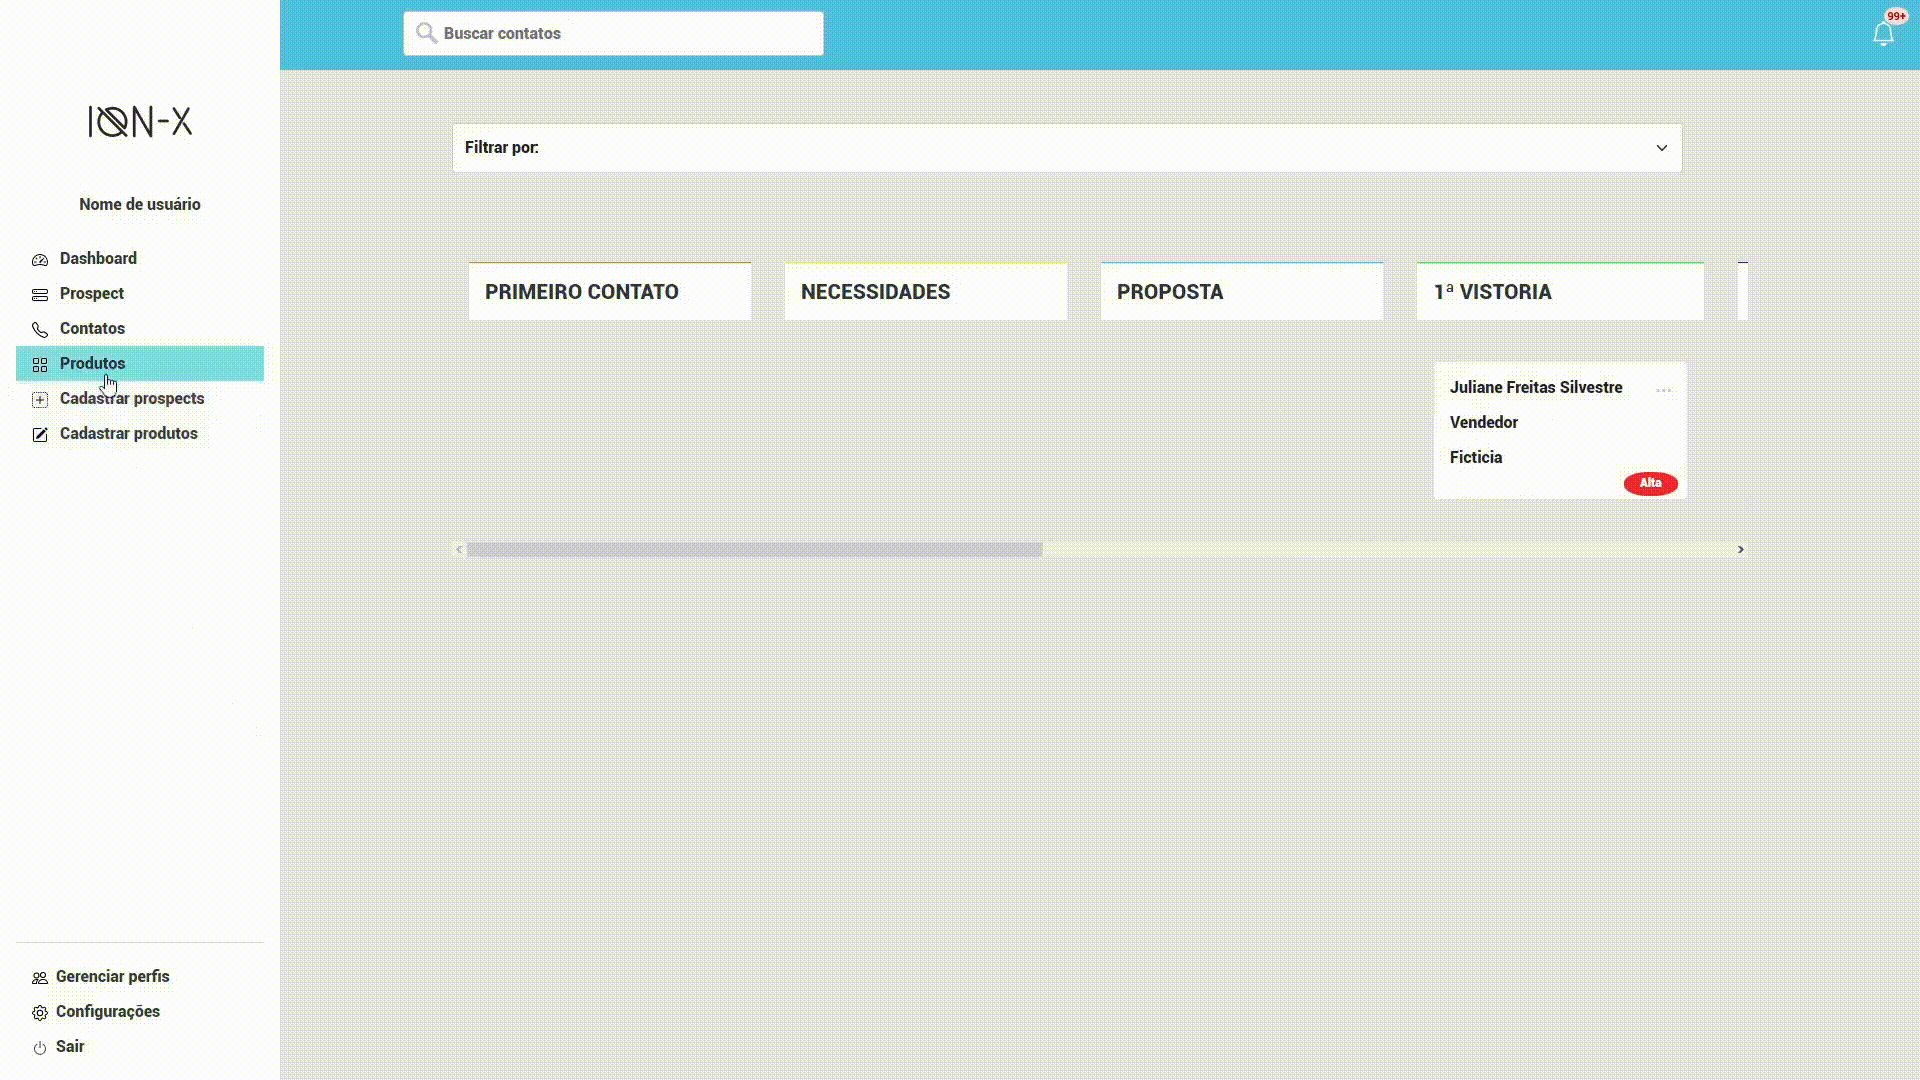 ION-X
Nome de usuário
Dashboard
Prospect
Contatos
Produtos
Cadastrar prospects
Cadastrar produtos
Gerenciar perfis
Configurações
Sair
Buscar contatos
99+
Filtrar por:
PRIMEIRO CONTATO
NECESSIDADES
PROPOSTA
1ª VISTORIA
Juliane Freitas Silvestre
Vendedor
Ficticia
Alta